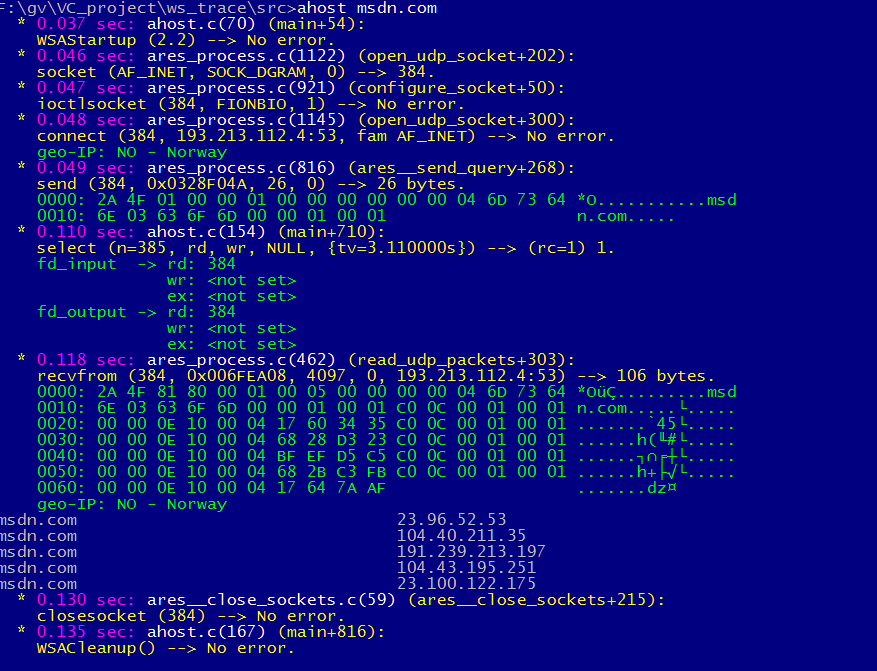 F:\gv\VC_project\ws_trace\src>ahost msdn.com
* 0.037 sec: ahost.c(70) (main+54):
WSAStartup (2.2) --> No error.
* 0.046 sec: ares_process.c(1122) (open_udp_socket+202):
socket (AF_INET, SOCK_DGRAM, 0) --> 384.
* 0.047 sec: ares_process.c(921) (configure_socket+50):
ioctlsocket (384, FIONBIO, 1) --> No error.
* 0.048 sec: ares_process.c(1145) (open_udp_socket+300):
connect (384, 193.213.112.4:53, fam AF_INET) --> No error.
geo-IP: NO - Norway
* 0.049 sec: ares_process.c(816) (ares__send_query+268):
send (384, 0x0328F04A, 26, 0) --> 26 bytes.
0000: 2A 4F 01 00 00 01 00 00 00 00 00 00 04 6D 73 64 *O...........msd
0010: 6E 03 63 6F 6D 00 00 01 00 01 n.com.....
* 0.110 sec: ahost.c(154) (main+710):
select (n=385, rd, wr, NULL, {tv=3.110000s}) --> (rc=1) 1.
fd_input -> rd: 384
wr: <not set>
ex: <not set>
fd_output -> rd: 384
wr: <not set>
ex: <not set>
* 0.118 sec: ares_process.c(462) (read_udp_packets+303):
recvfrom (384, 0x006FEA08, 4097, 0, 193.213.112.4:53) --> 106 bytes.
0000: 2A 4F 81 80 00 01 00 05 00 00 00 00 04 6D 73 64 *OüÇ.........msd
0010: 6E 03 63 6F 6D 00 00 01 00 01 C0 0C 00 01 00 01 n.com.....└.....
0020: 00 00 0E 10 00 04 17 60 34 35 C0 0C 00 01 00 01 .......`45└.....
0030: 00 00 0E 10 00 04 68 28 D3 23 C0 0C 00 01 00 01 ......h(╙#└.....
0040: 00 00 0E 10 00 04 BF EF D5 C5 C0 0C 00 01 00 01 ......┐∩╒┼└.....
0050: 00 00 0E 10 00 04 68 2B C3 FB C0 0C 00 01 00 01 ......h+├√└.....
0060: 00 00 0E 10 00 04 17 64 7A AF .......dz¤
geo-IP: NO - Norway
msdn.com 23.96.52.53
msdn.com 104.40.211.35
msdn.com 191.239.213.197
msdn.com 104.43.195.251
msdn.com 23.100.122.175
* 0.130 sec: ares__close_sockets.c(59) (ares__close_sockets+215):
closesocket (384) --> No error.
* 0.135 sec: ahost.c(167) (main+816):
WSACleanup() --> No error.